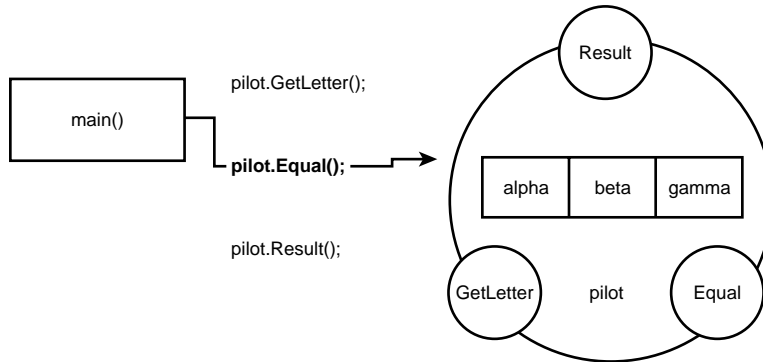 Result
pilot.GetLetter();
main()
pilot.Equal();
alpha beta gamma
pilot.Result();
GetLetter pilot Equal